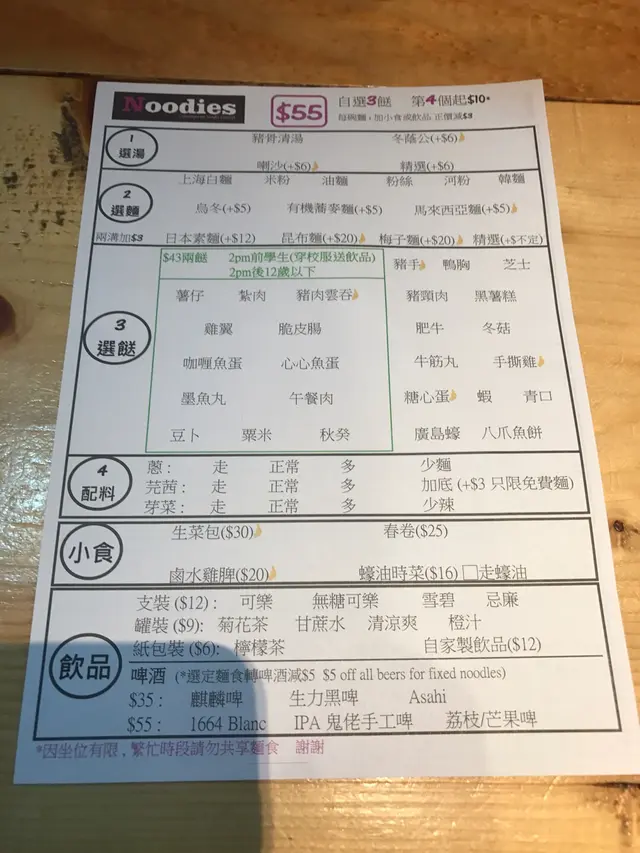 Noodies $55 自選3餸 第4個起$10*
每碗麵，加小食或飲品 正價減$3
1 選湯
豬骨清湯 冬蔭公(+$6)
喇沙(+$6) 精選(+$6)
2 選麵
上海白麵 米粉 油麵 粉絲 河粉 韓麵
烏冬(+$5) 有機蕎麥麵(+$5) 馬來西亞麵(+$5)
兩溝加$3 日本素麵(+$12) 昆布麵(+$20) 梅子麵(+$20) 精選(+$不定)
3 選餸
$43兩餸 2pm前學生(穿校服送飲品)
2pm後12歲以下
豬手 鴨胸 芝士
薯仔 紮肉 豬肉雲吞 豬頸肉 黑薯糕
雞翼 脆皮腸 肥牛 冬菇
咖喱魚蛋 心心魚蛋 牛筋丸 手撕雞
墨魚丸 午餐肉 糖心蛋 蝦 青口
豆卜 粟米 秋葵 廣島蠔 八爪魚餅
4 配料
蔥： 走 正常 多 少麵
芫茜： 走 正常 多 加底 (+$3 只限免費麵)
芽菜： 走 正常 多 少辣
小食
生菜包($30) 春卷($25)
鹵水雞脾($20) 蠔油時菜($16) □走蠔油
飲品
支裝 ($12)： 可樂 無糖可樂 雪碧 忌廉
罐裝 ($9)： 菊花茶 甘蔗水 清涼爽 橙汁
紙包裝 ($6)： 檸檬茶 自家製飲品($12)
啤酒 (*選定麵食轉啤酒減$5 $5 off all beers for fixed noodles)
$35： 麒麟啤 生力黑啤 Asahi
$55： 1664 Blanc IPA 鬼佬手工啤 荔枝/芒果啤
*因坐位有限，繁忙時段請勿共享麵食 謝謝